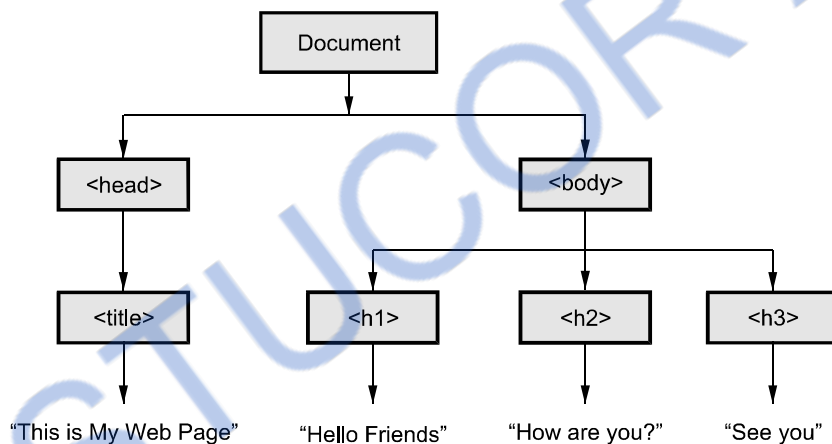 Document
<head>
<body>
<title>
<h1>
<h2>
<h3>
“This is My Web Page”
“Hello Friends”
“How are you?”
“See you”
STUCOR A